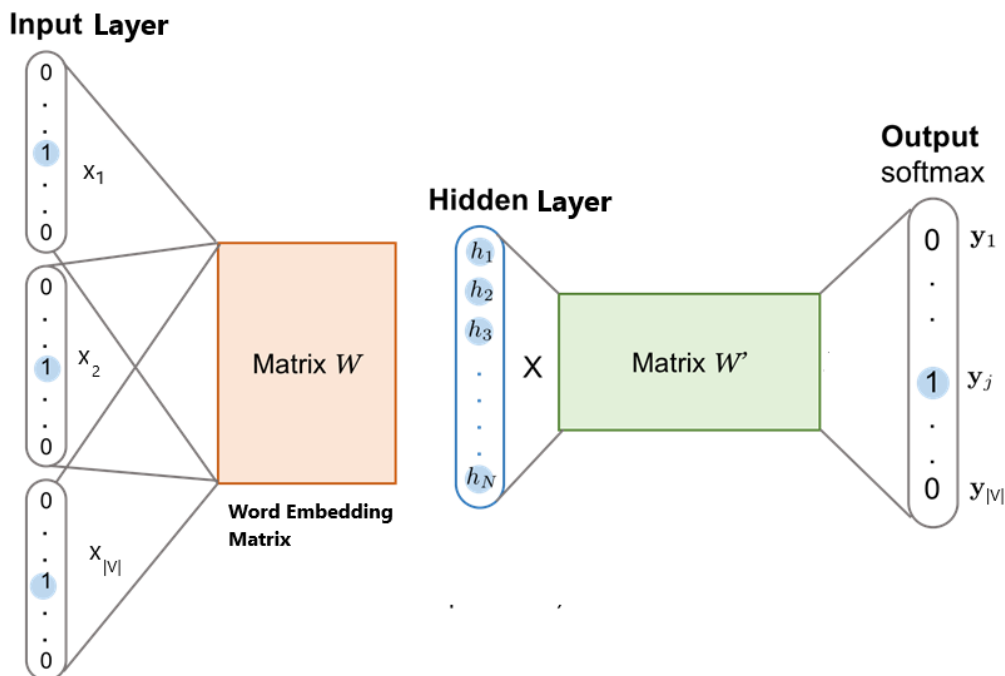 Input Layer
0
.
.
1
.
.
0
x₁
0
.
.
1
.
.
0
x₂
0
.
.
1
.
.
0
x|V|
Matrix W
Word Embedding
Matrix
Hidden Layer
h₁
h₂
h₃
.
.
.
.
hN
X
Matrix W’
Output
softmax
0
.
.
1
.
.
0
y₁
yⱼ
y|V|